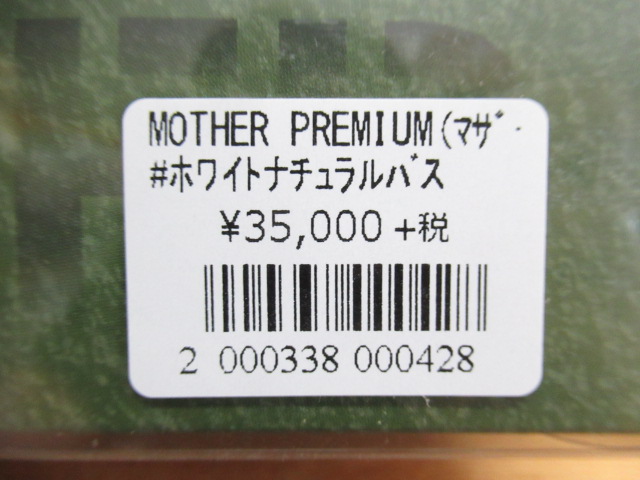 MOTHER PREMIUM(ﾏｻﾞｰ
#ﾎﾜｲﾄﾅﾁｭﾗﾙﾊﾞｽ
¥35,000 +税
2 000338 000428